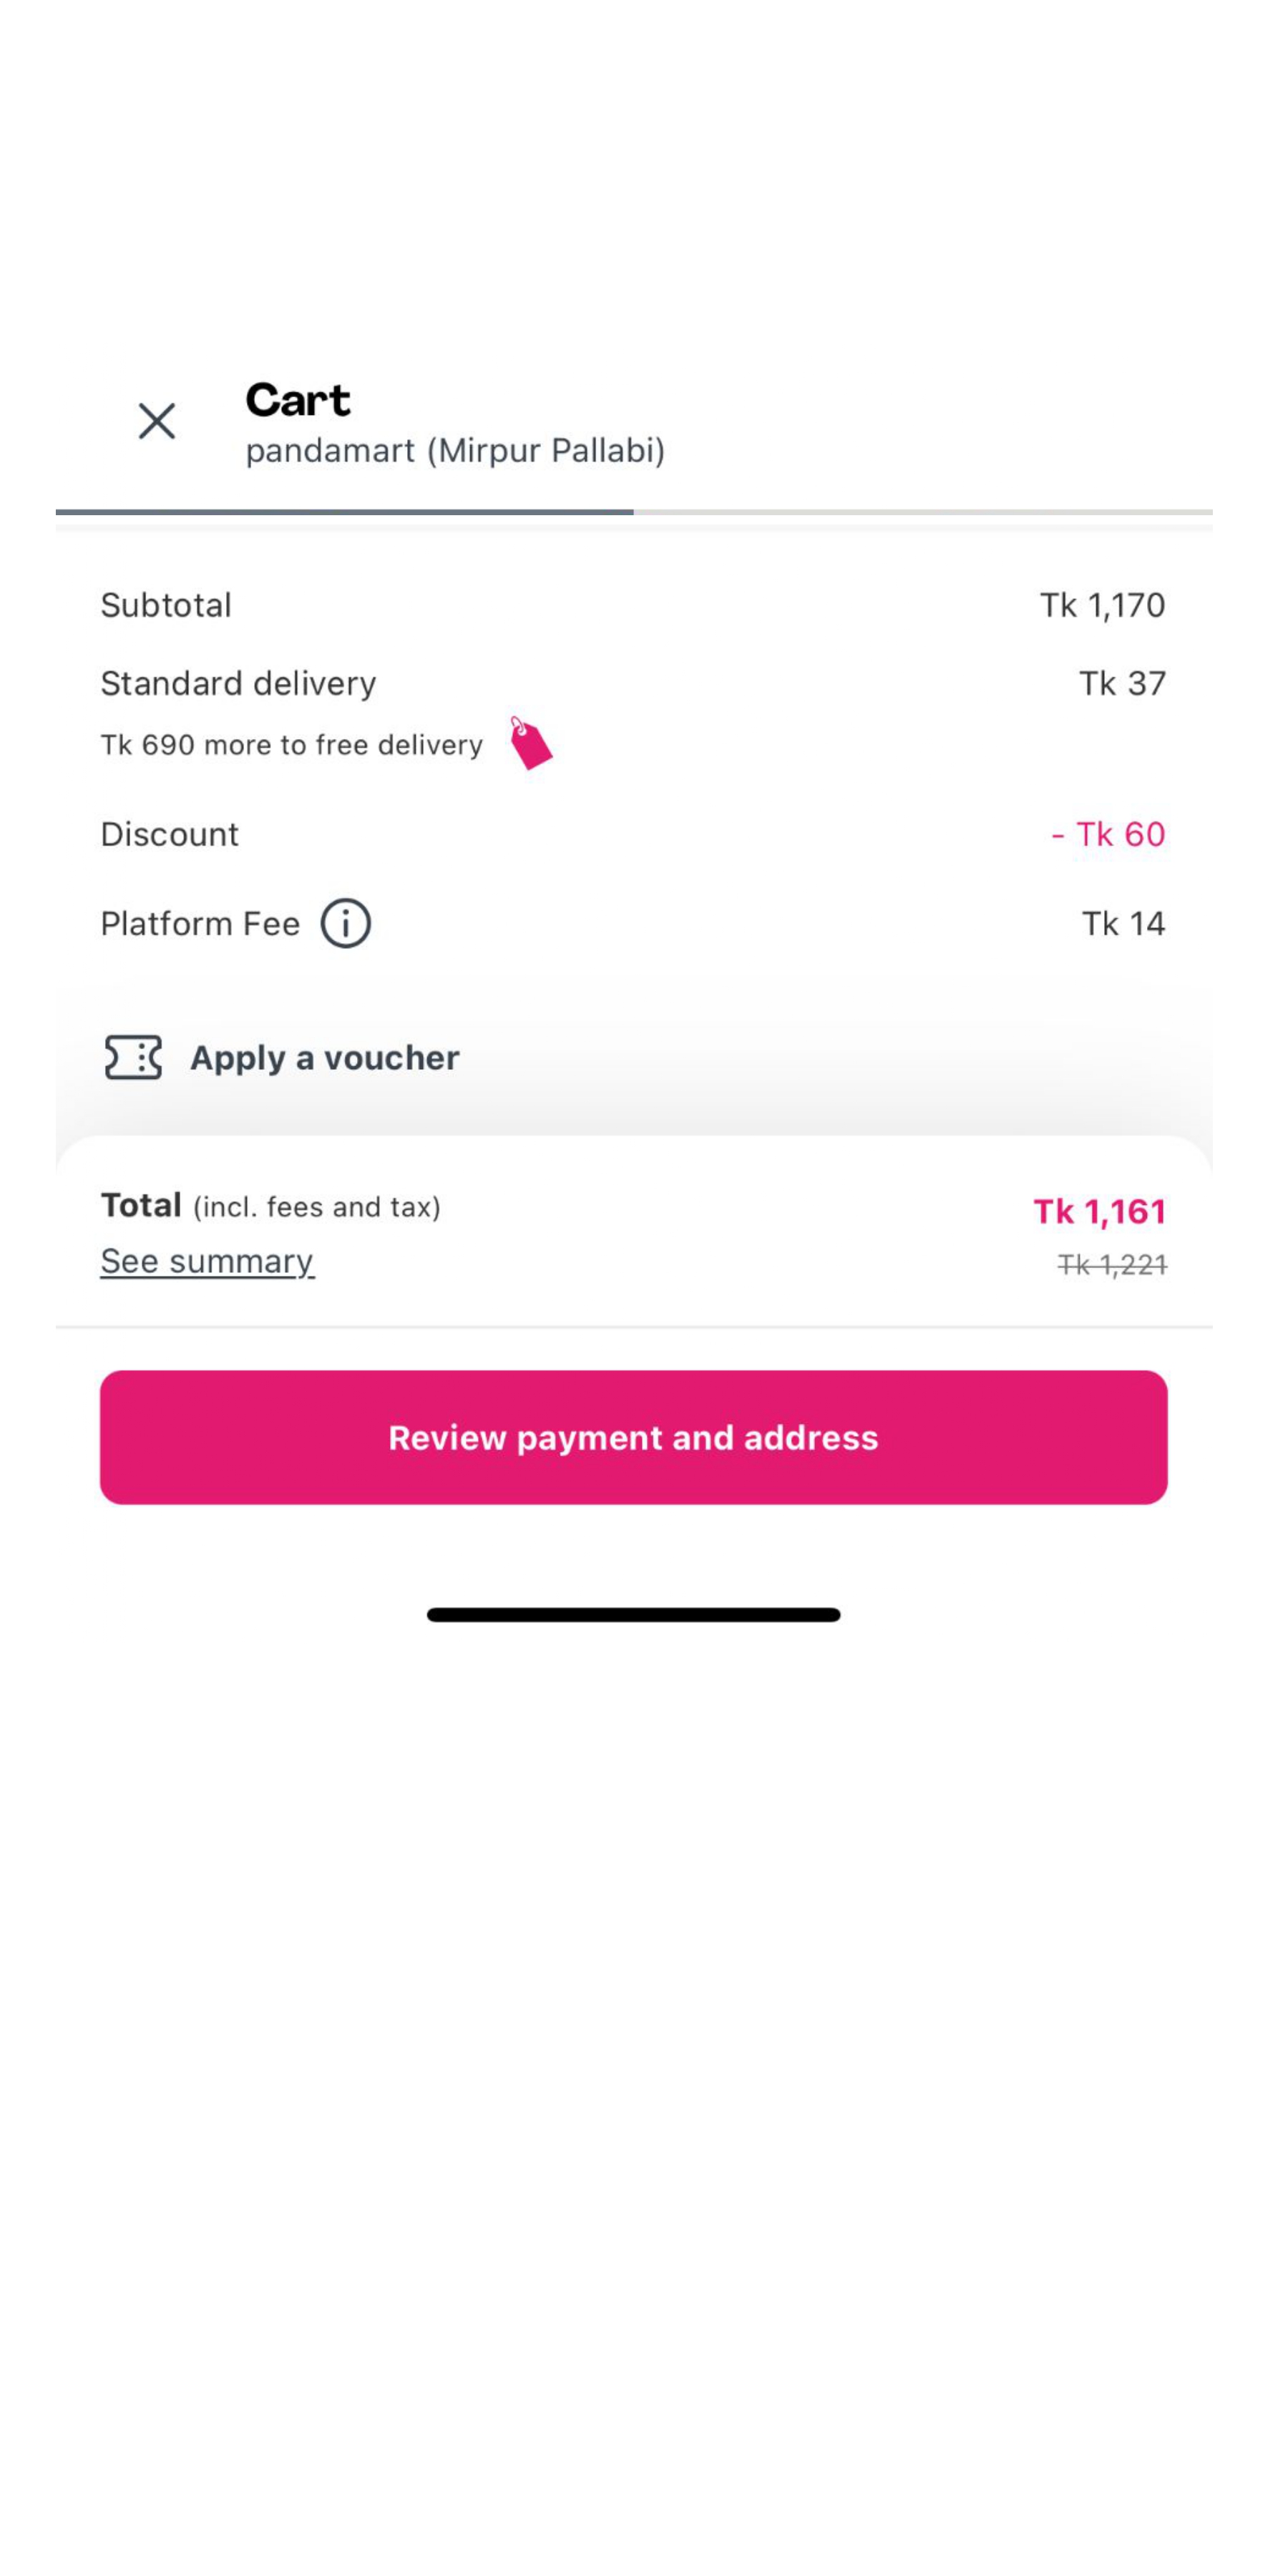 Cart
pandamart (Mirpur Pallabi)
Subtotal Tk 1,170
Standard delivery Tk 37
Tk 690 more to free delivery
Discount - Tk 60
Platform Fee Tk 14
Apply a voucher
Total (incl. fees and tax) Tk 1,161
See summary Tk 1,221
Review payment and address